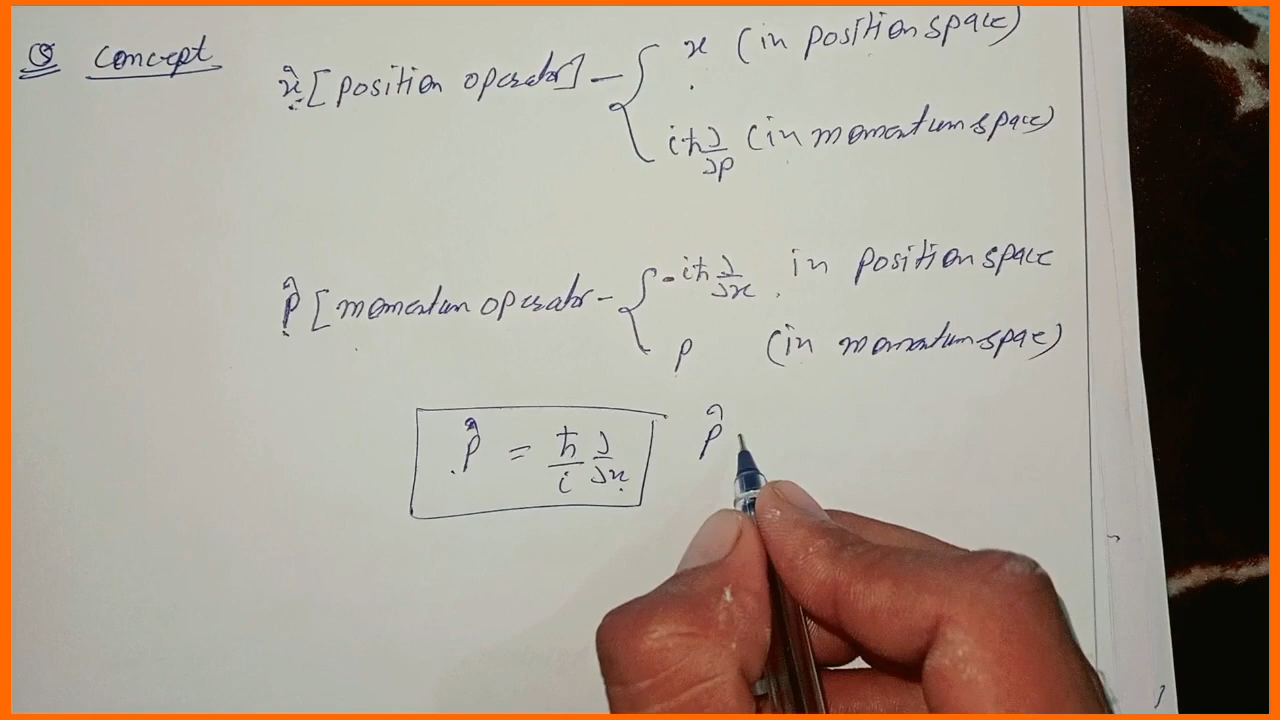 Q Concept
x̂ [position operator] - { x (in position space)
iħ ∂/∂p (in momentum space)
p̂ [momentum operator - { -iħ ∂/∂x in position space
p (in momentum space)
p̂ = ħ/i ∂/∂x p̂